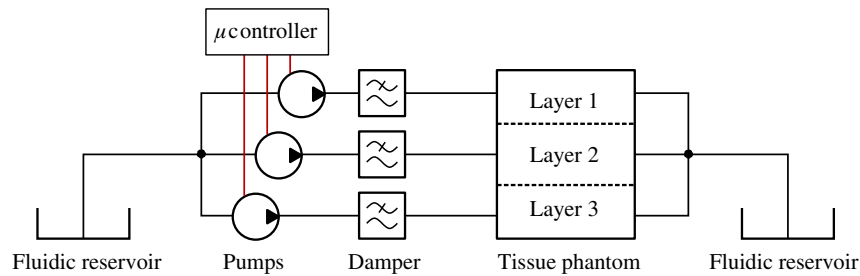 μcontroller
Layer 1
Layer 2
Layer 3
Fluidic reservoir
Pumps
Damper
Tissue phantom
Fluidic reservoir